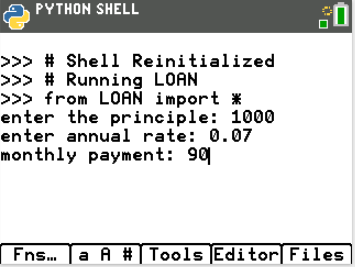 PYTHON SHELL
>>> # Shell Reinitialized
>>> # Running LOAN
>>> from LOAN import *
enter the principle: 1000
enter annual rate: 0.07
monthly payment: 90
Fns… a A # Tools Editor Files